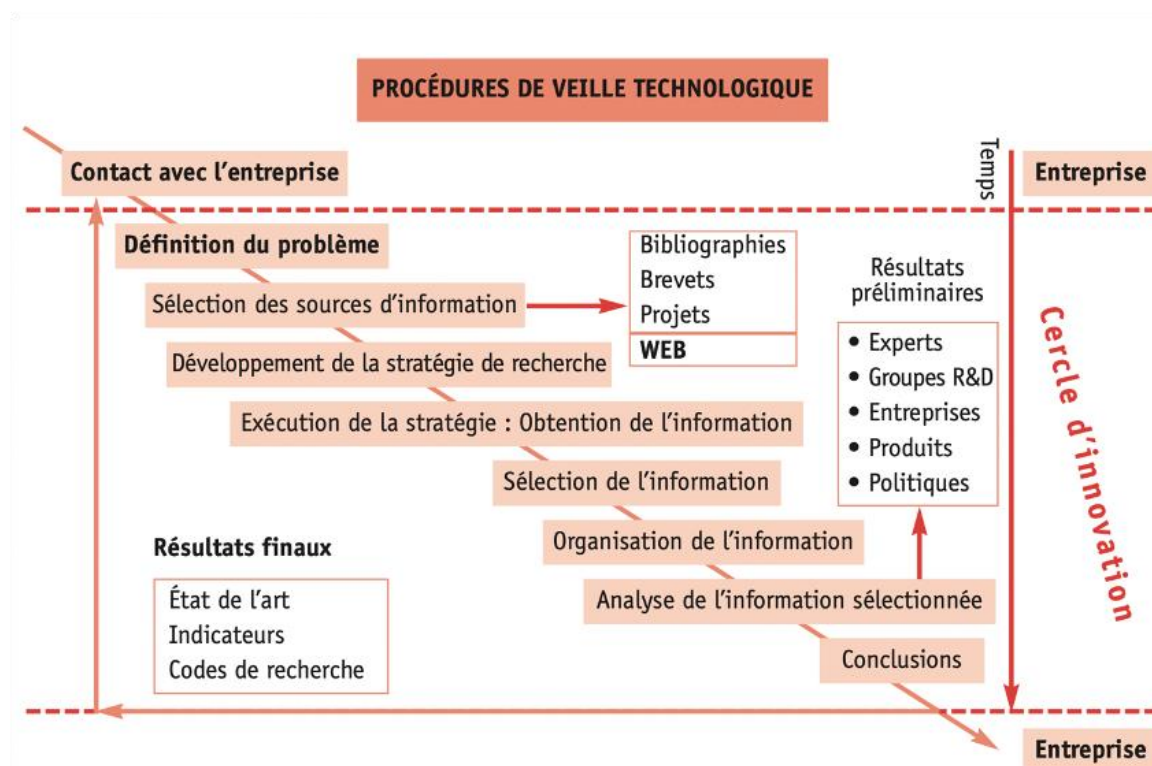 PROCÉDURES DE VEILLE TECHNOLOGIQUE
Contact avec l’entreprise
Temps
Entreprise
Définition du problème
Sélection des sources d'information
Bibliographies
Brevets
Projets
WEB
Résultats
préliminaires
Développement de la stratégie de recherche
• Experts
• Groupes R&D
• Entreprises
• Produits
• Politiques
Cercle d’innovation
Exécution de la stratégie : Obtention de l’information
Sélection de l’information
Organisation de l’information
Résultats finaux
État de l’art
Indicateurs
Codes de recherche
Analyse de l’information sélectionnée
Conclusions
Entreprise